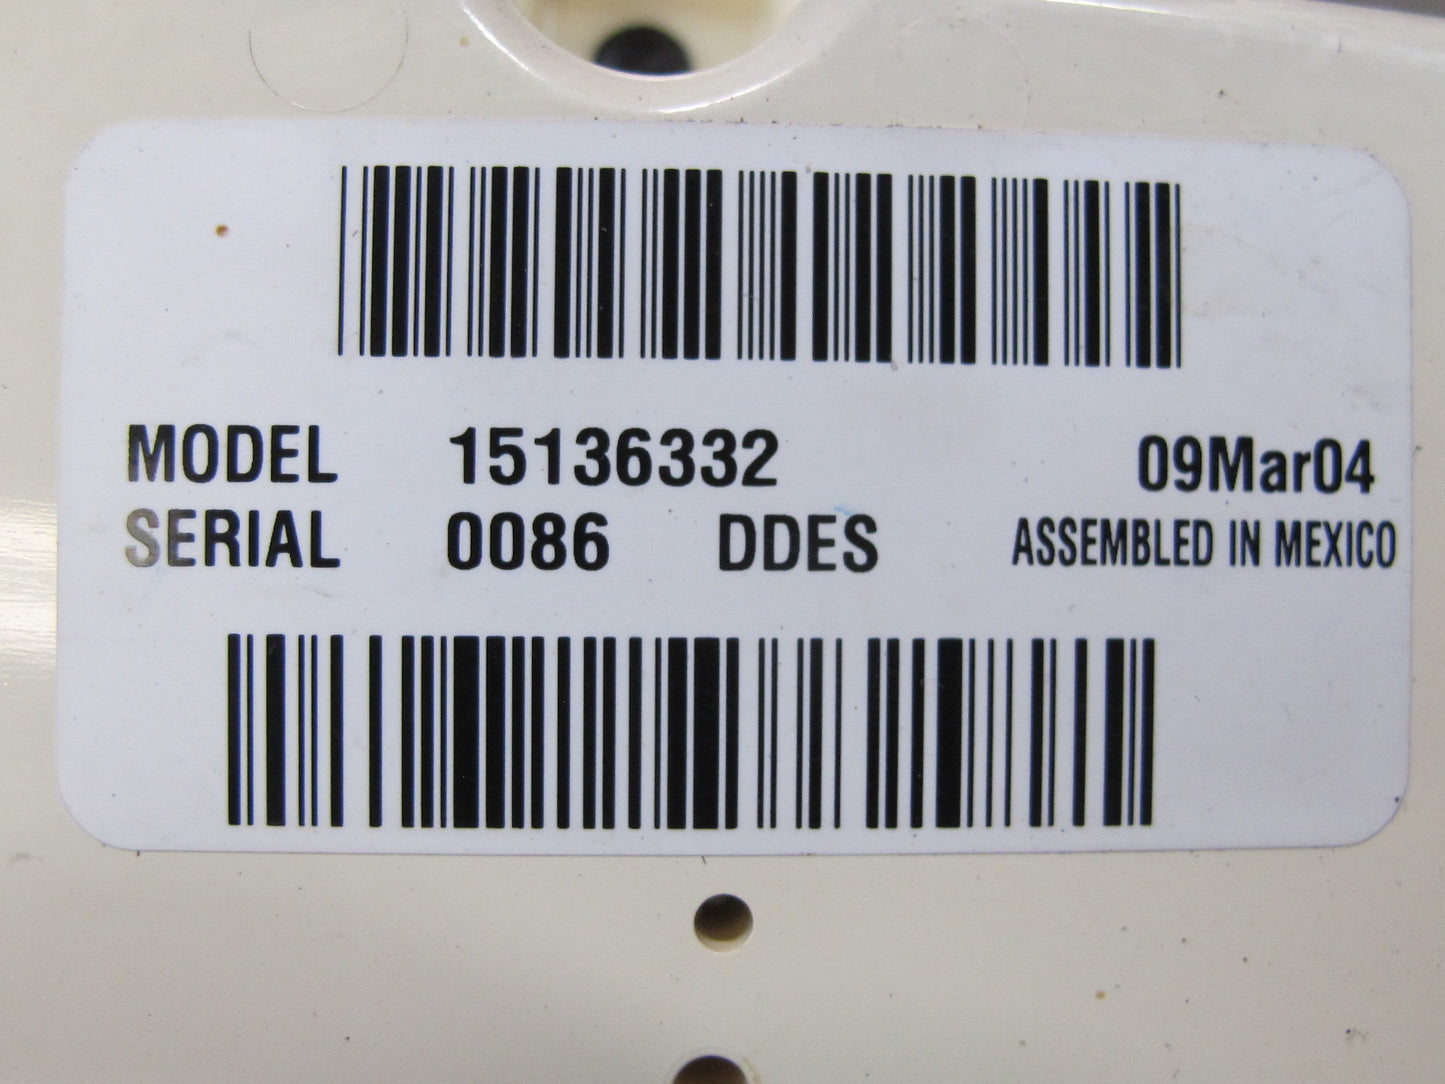 MODEL 15136332 09Mar04
SERIAL 0086 DDES ASSEMBLED IN MEXICO